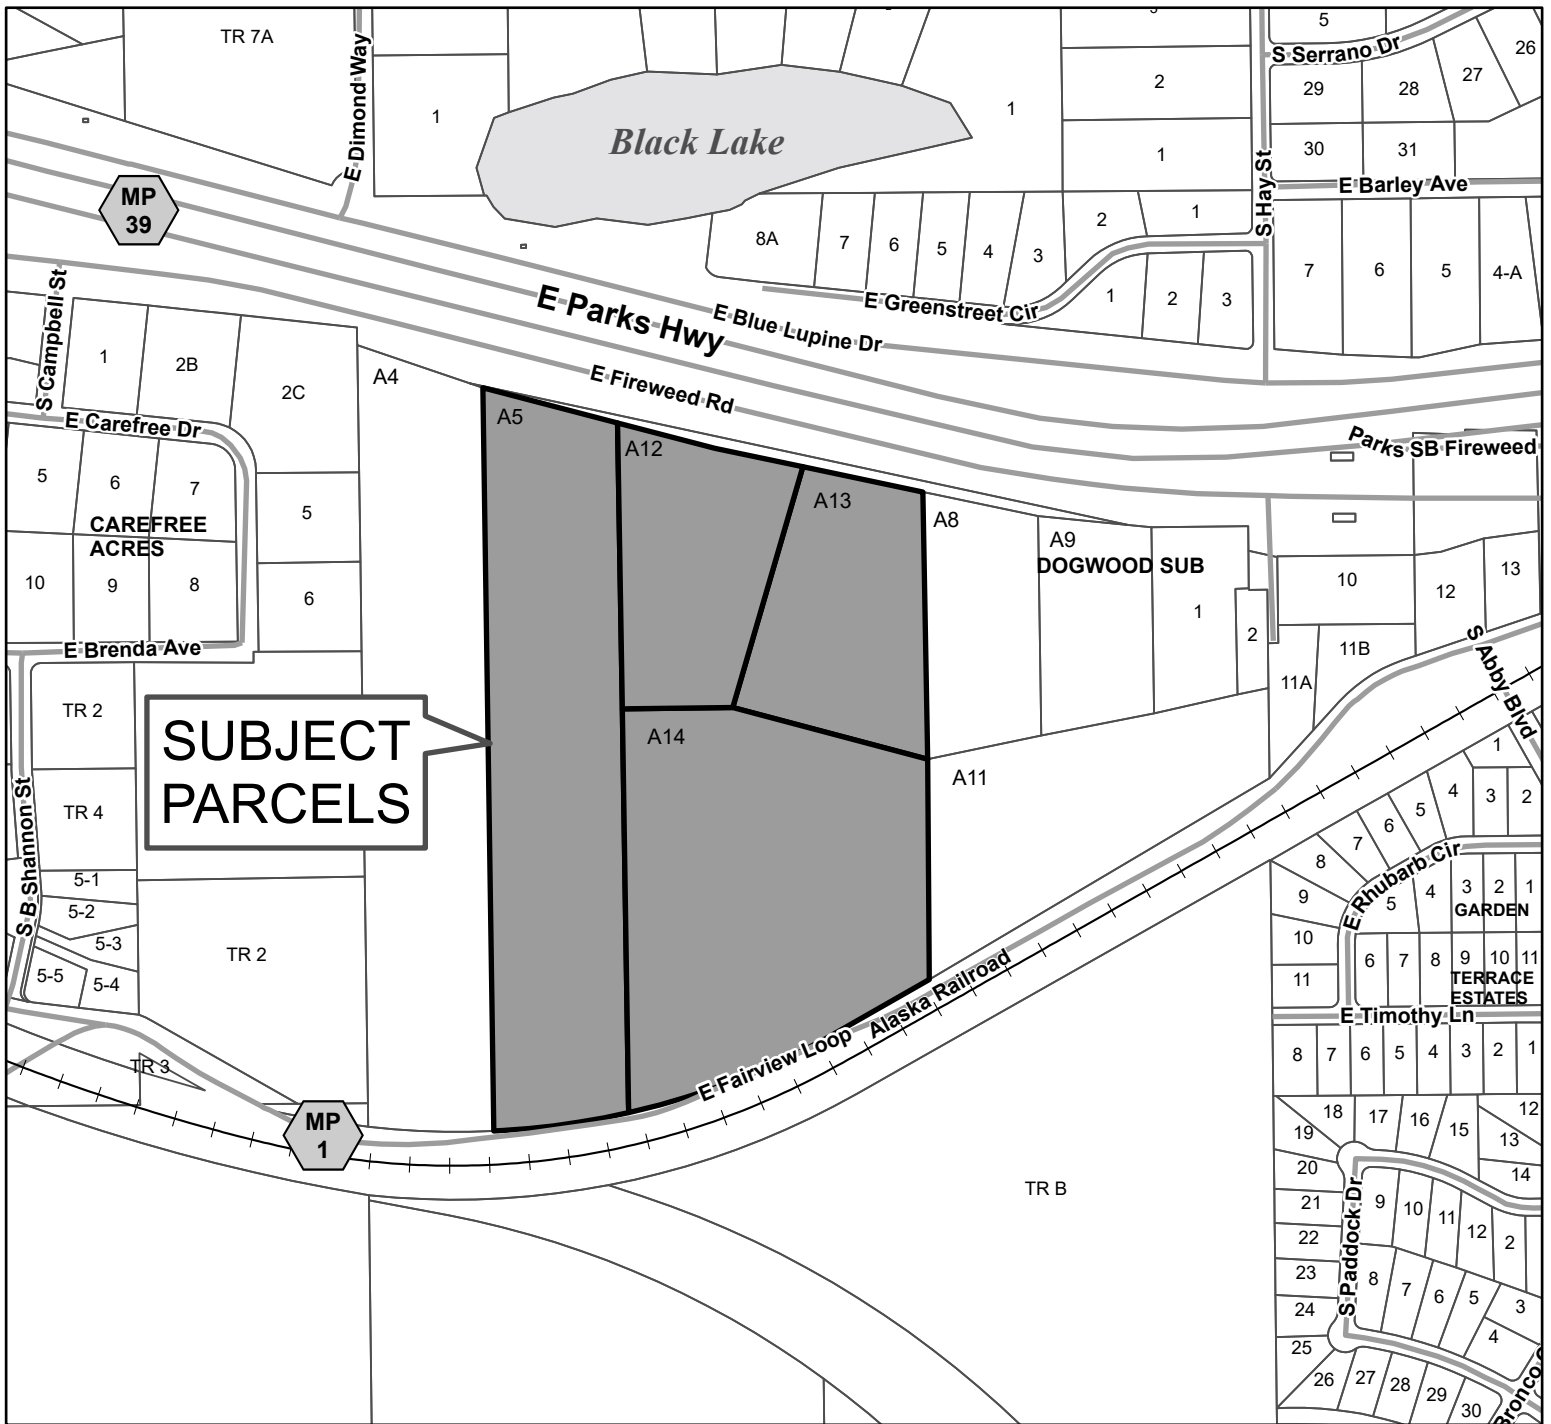 TR 7A
E Dimond Way
1
Black Lake
1
2
1
5
S Serrano Dr
26
27
29
28
30
31
S Hay St
E Barley Ave
MP
39
8A
7
6
5
4
3
2
1
7
6
5
4-A
E Greenstreet Cir
1
2
3
E Parks Hwy
E Blue Lupine Dr
E Fireweed Rd
S Campbell St
1
2B
2C
A4
A5
A12
A13
A8
A9
DOGWOOD SUB
Parks SB Fireweed
E Carefree Dr
5
6
7
5
CAREFREE
ACRES
10
9
8
6
E Brenda Ave
1
2
10
12
13
11B
11A
S Abby Blvd
TR 2
SUBJECT
PARCELS
A14
A11
TR 4
S B Shannon St
5-1
5-2
5-3
5-5
5-4
TR 2
TR 3
MP
1
E Fairview Loop
Alaska Railroad
TR B
1
2
3
4
5
6
7
8
9
10
11
E Rhubarb Cir
5
4
3
2
1
GARDEN
6
7
8
9
10
11
TERRACE
ESTATES
E Timothy Ln
8
7
6
5
4
3
2
1
18
17
16
15
12
13
14
19
20
21
22
23
24
25
26
27
28
29
30
S Paddock Dr
9
10
11
12
2
8
7
6
5
3
4